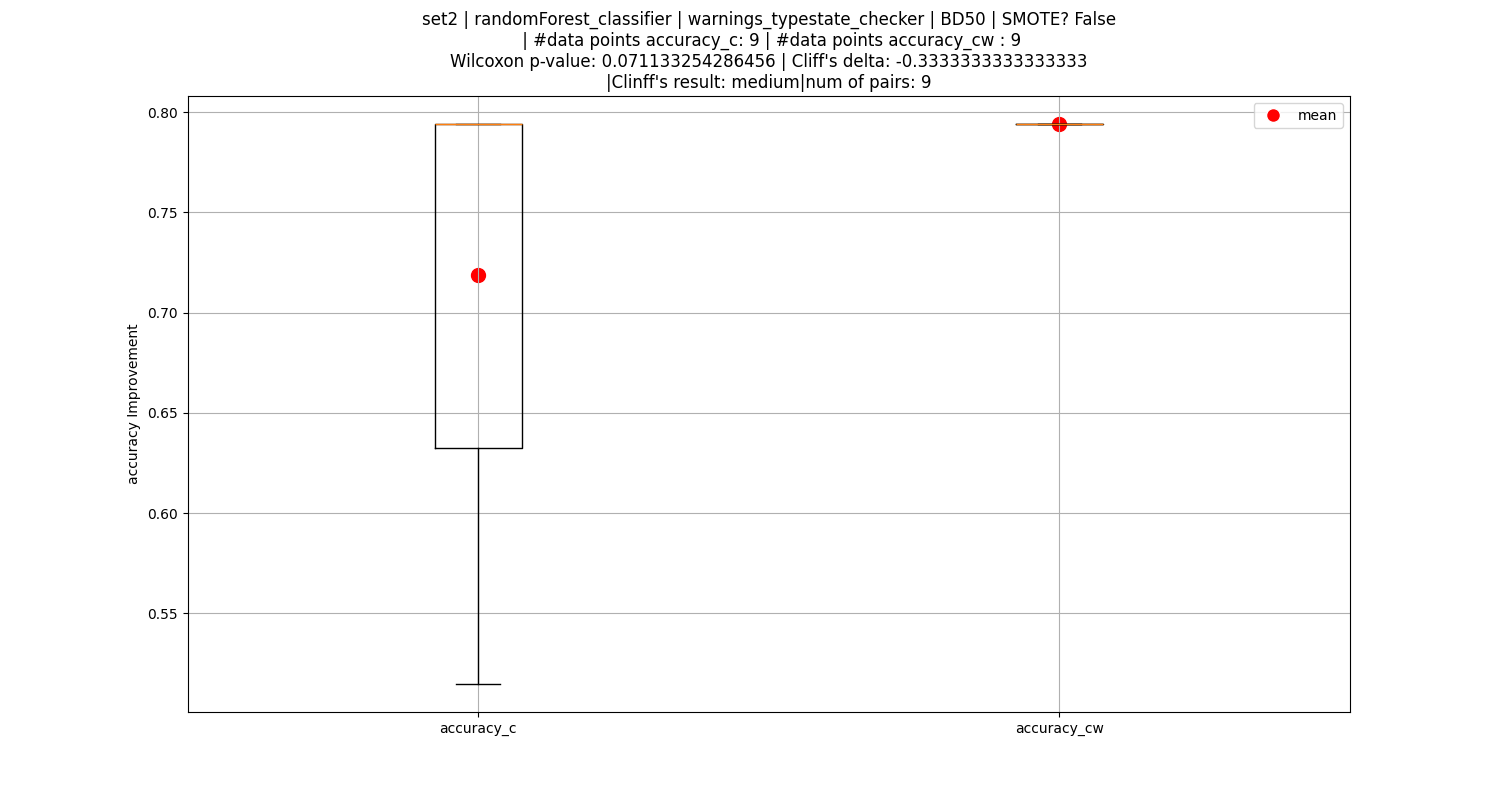 set2 | randomForest_classifier | warnings_typestate_checker | BD50 | SMOTE? False
| #data points accuracy_c: 9 | #data points accuracy_cw : 9
Wilcoxon p-value: 0.071133254286456 | Cliff's delta: -0.3333333333333333
|Clinff's result: medium|num of pairs: 9
mean
0.80
0.75
0.70
0.65
0.60
0.55
accuracy Improvement
accuracy_c
accuracy_cw